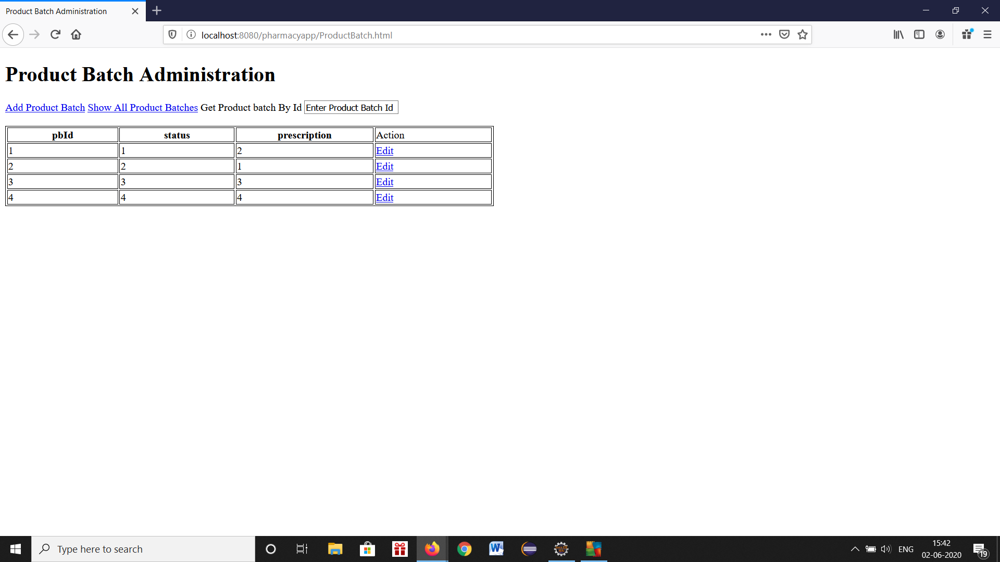 Product Batch Administration
localhost:8080/pharmacyapp/ProductBatch.html
Product Batch Administration
Add Product Batch Show All Product Batches Get Product batch By Id Enter Product Batch Id
pbId status prescription Action
1 1 2 Edit
2 2 1 Edit
3 3 3 Edit
4 4 4 Edit
Type here to search
ENG
15:42
02-06-2020
19